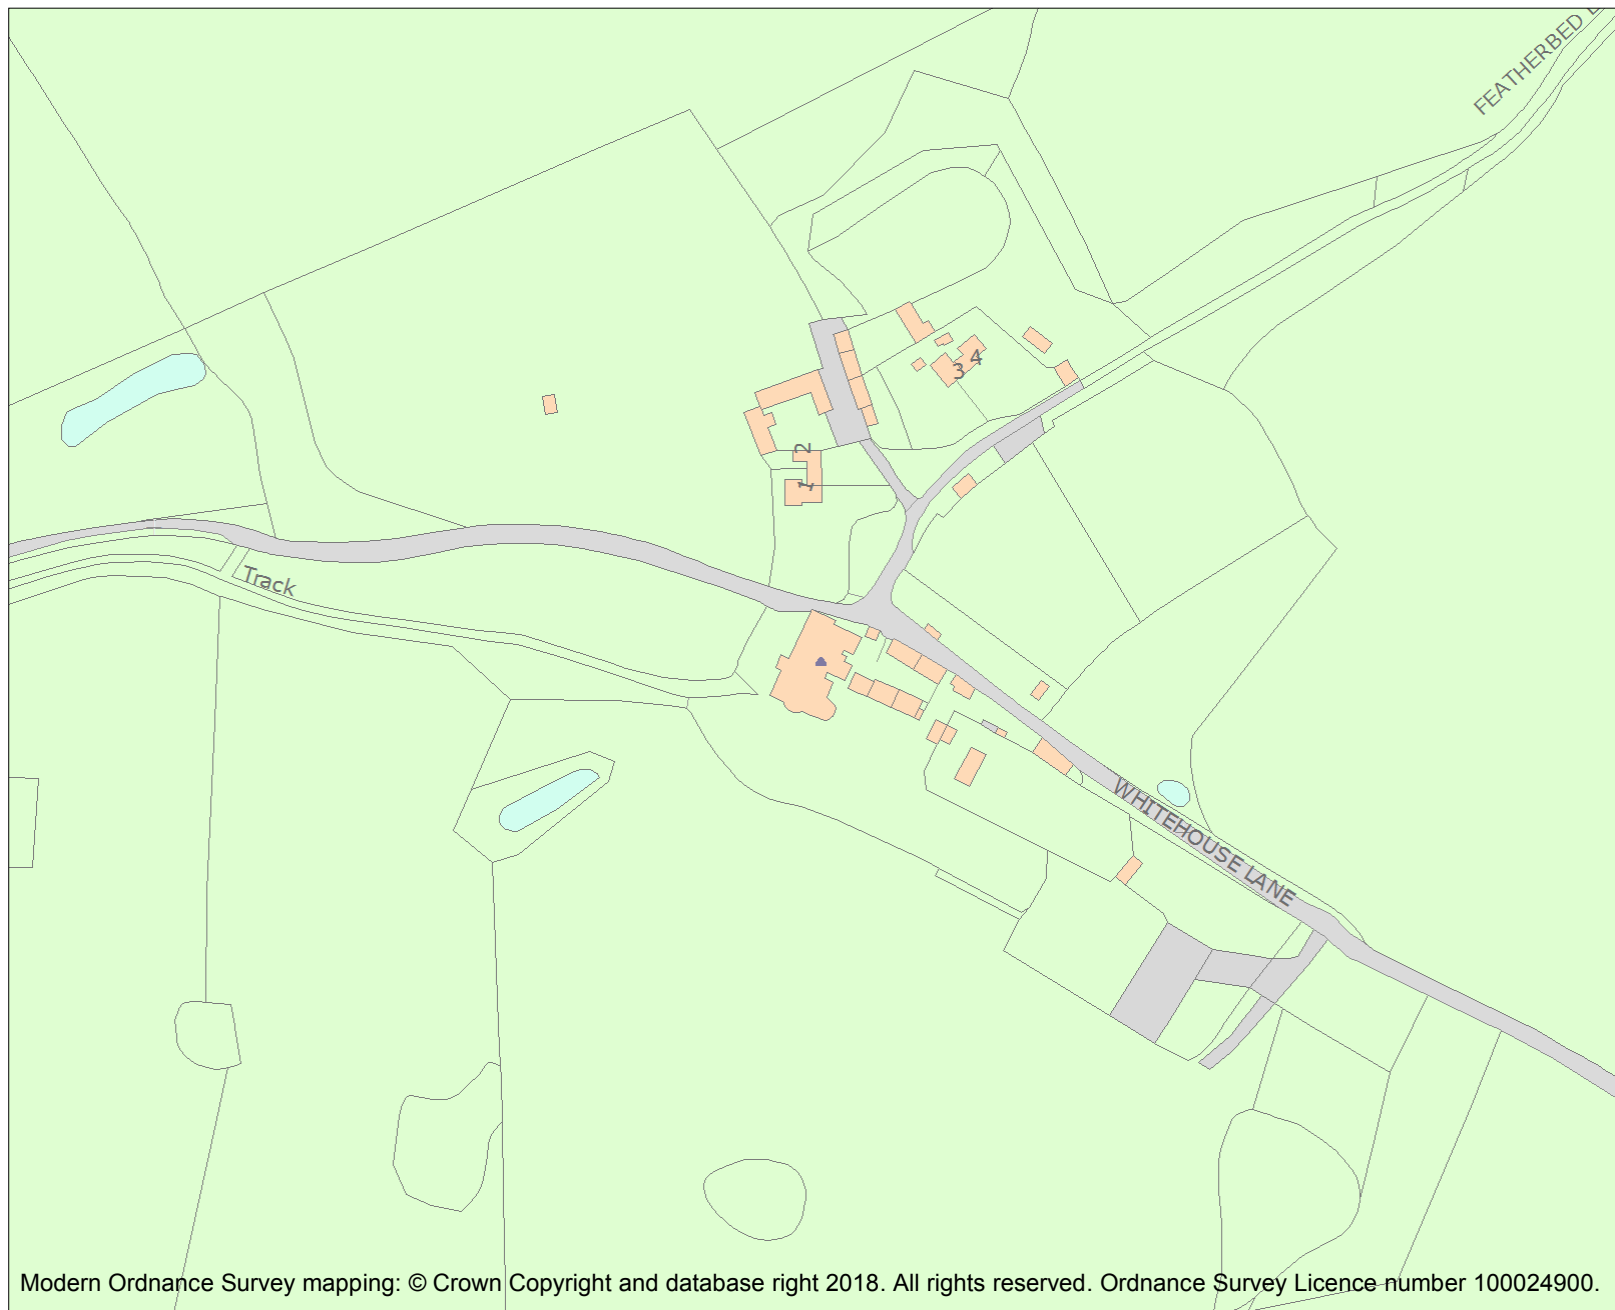 FEATHERBED
4
3
2
1
Track
WHITEHOUSE LANE
Modern Ordnance Survey mapping: © Crown Copyright and database right 2018. All rights reserved. Ordnance Survey Licence number 100024900.